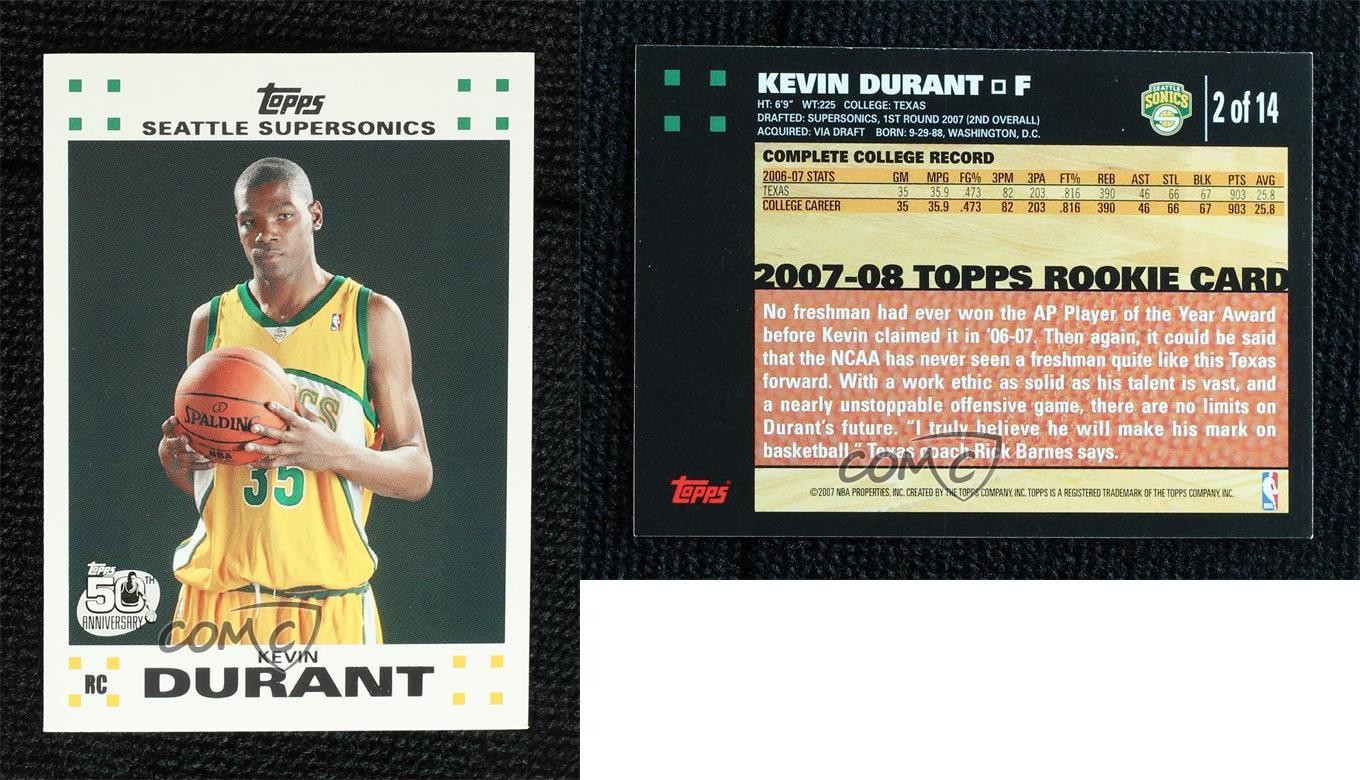 Topps
SEATTLE SUPERSONICS
SPALDING
NBA
35
Topps
50TH
ANNIVERSARY
COMC
KEVIN
RC DURANT
KEVIN DURANT □ F
HT: 6'9" WT:225 COLLEGE: TEXAS
DRAFTED: SUPERSONICS, 1ST ROUND 2007 (2ND OVERALL)
ACQUIRED: VIA DRAFT BORN: 9-29-88, WASHINGTON, D.C.
SEATTLE
SONICS
2 of 14
COMPLETE COLLEGE RECORD
2006-07 STATS GM MPG FG% 3PM 3PA FT% REB AST STL BLK PTS AVG
TEXAS 35 35.9 .473 82 203 .816 390 46 66 67 903 25.8
COLLEGE CAREER 35 35.9 .473 82 203 .816 390 46 66 67 903 25.8
2007-08 TOPPS ROOKIE CARD
No freshman had ever won the AP Player of the Year Award
before Kevin claimed it in '06-07. Then again, it could be said
that the NCAA has never seen a freshman quite like this Texas
forward. With a work ethic as solid as his talent is vast, and
a nearly unstoppable offensive game, there are no limits on
Durant's future. "I truly believe he will make his mark on
basketball," Texas coach Rick Barnes says.
COMC
Topps
©2007 NBA PROPERTIES, INC. CREATED BY THE TOPPS COMPANY, INC. TOPPS IS A REGISTERED TRADEMARK OF THE TOPPS COMPANY, INC.
NBA